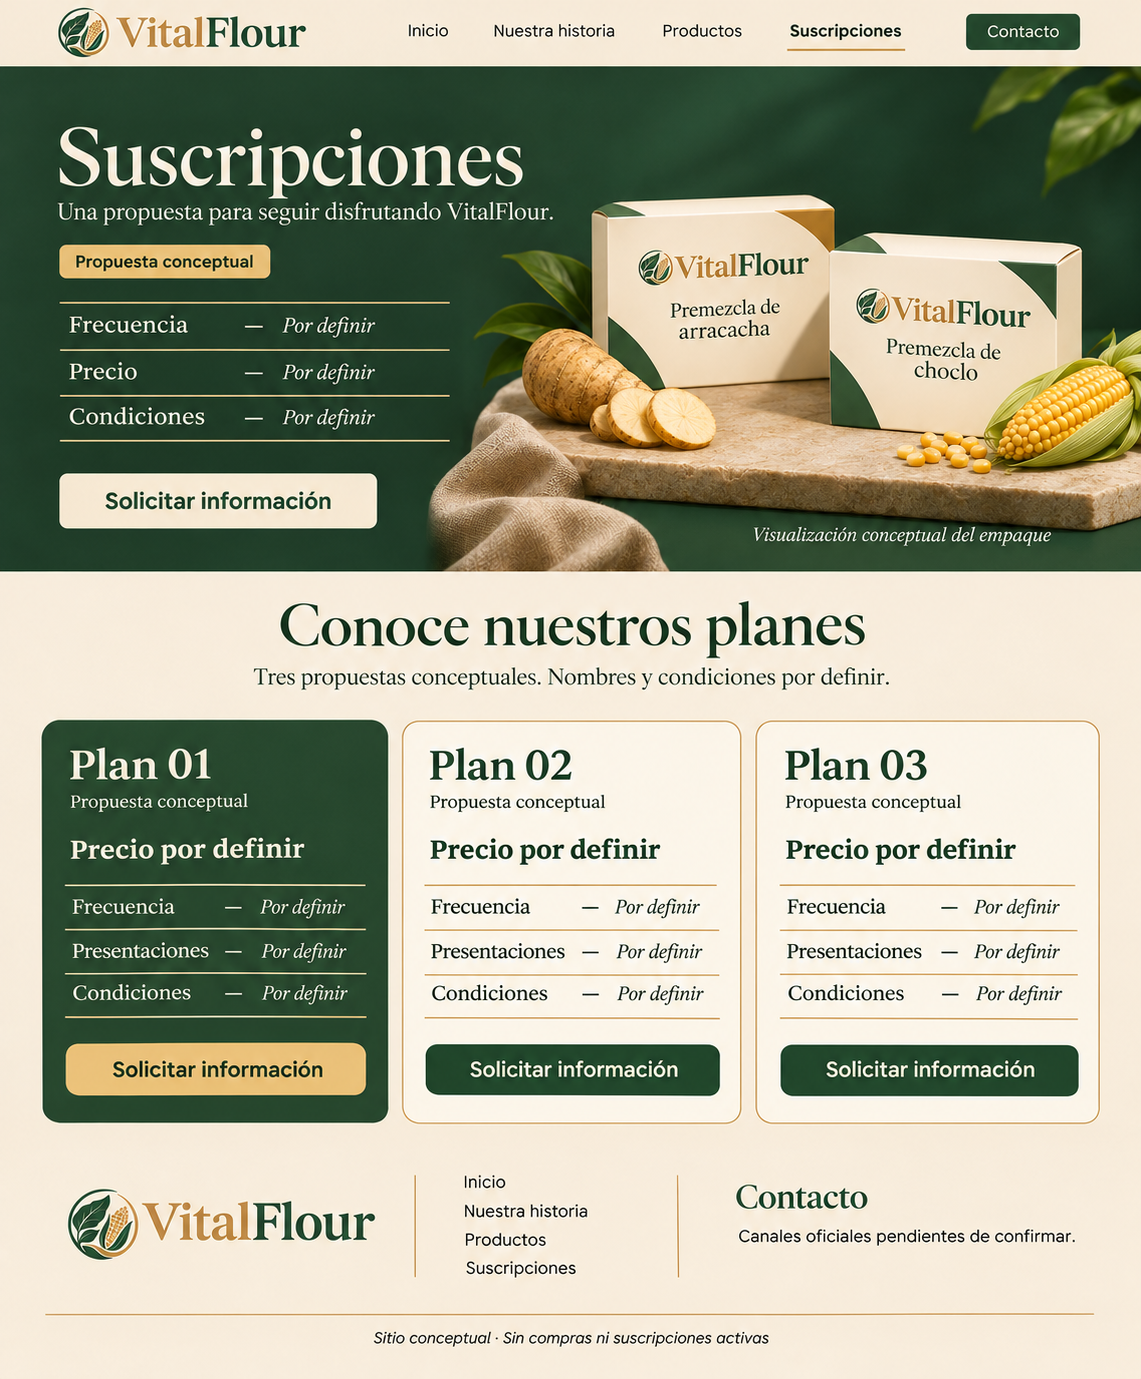 VitalFlour
Inicio
Nuestra historia
Productos
Suscripciones
Contacto
Suscripciones
Una propuesta para seguir disfrutando VitalFlour.
Propuesta conceptual
Frecuencia — Por definir
Precio — Por definir
Condiciones — Por definir
Solicitar información
VitalFlour
Premezcla de
arracacha
VitalFlour
Premezcla de
choclo
Visualización conceptual del empaque
Conoce nuestros planes
Tres propuestas conceptuales. Nombres y condiciones por definir.
Plan 01
Propuesta conceptual
Precio por definir
Frecuencia — Por definir
Presentaciones — Por definir
Condiciones — Por definir
Solicitar información
Plan 02
Propuesta conceptual
Precio por definir
Frecuencia — Por definir
Presentaciones — Por definir
Condiciones — Por definir
Solicitar información
Plan 03
Propuesta conceptual
Precio por definir
Frecuencia — Por definir
Presentaciones — Por definir
Condiciones — Por definir
Solicitar información
VitalFlour
Inicio
Nuestra historia
Productos
Suscripciones
Contacto
Canales oficiales pendientes de confirmar.
Sitio conceptual · Sin compras ni suscripciones activas